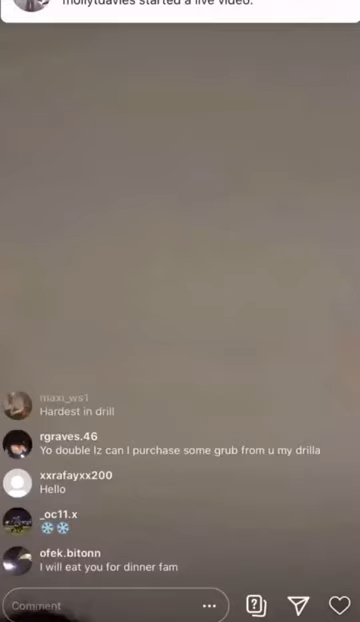 mollytdavies started a live video.
maxi_ws1
Hardest in drill
rgraves.46
Yo double lz can I purchase some grub from u my drilla
xxrafayxx200
Hello
_oc11.x
❄️❄️
ofek.bitonn
I will eat you for dinner fam
Comment